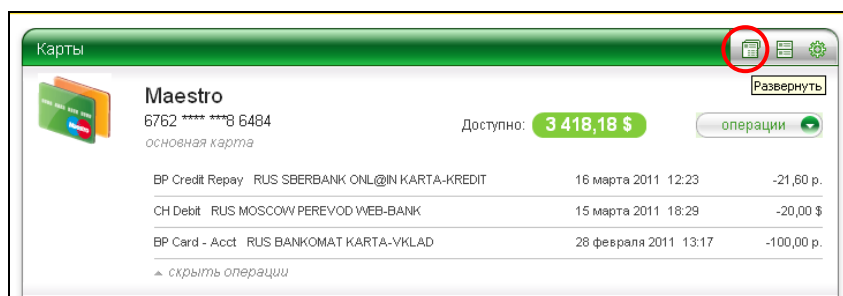 Карты
Развернуть
Maestro
6762 **** ***8 6484
Доступно: 3 418,18 $
операции
основная карта
BP Credit Repay RUS SBERBANK ONL@IN KARTA-KREDIT 16 марта 2011 12:23 -21,60 р.
CH Debit RUS MOSCOW PEREVOD WEB-BANK 15 марта 2011 18:29 -20,00 $
BP Card - Acct RUS BANKOMAT KARTA-VKLAD 28 февраля 2011 13:17 -100,00 р.
скрыть операции